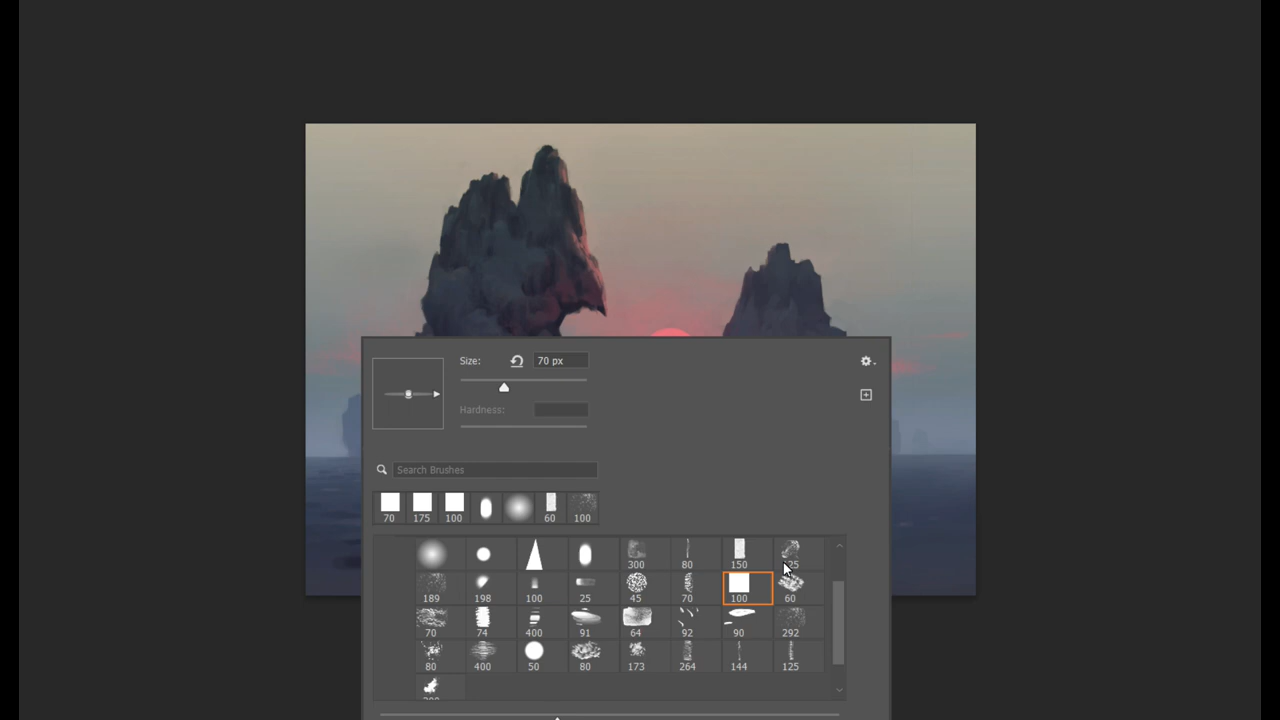 Size: 70 px
Hardness:
Search Brushes
70 175 100 60 100
300 80 150
189 198 100 25 45 70 100 60
70 74 400 91 64 92 90 292
80 400 50 80 173 264 144 125